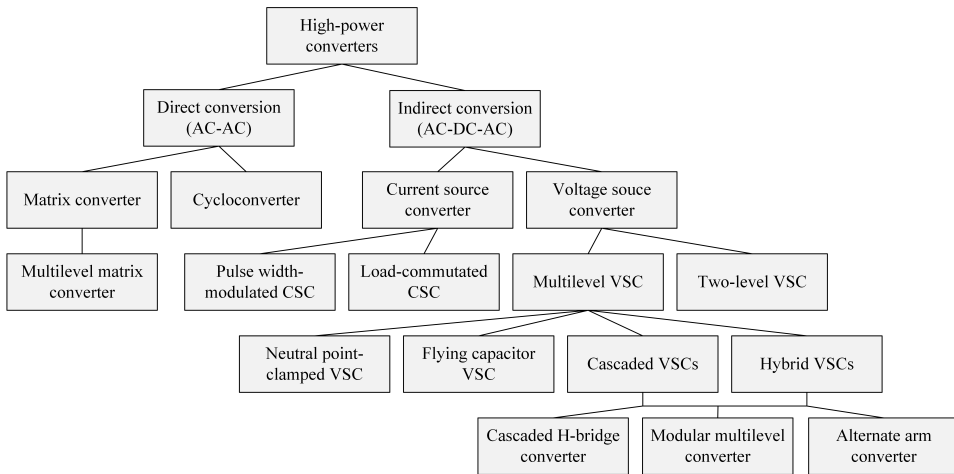 High-power
converters
Direct conversion
(AC-AC)
Indirect conversion
(AC-DC-AC)
Matrix converter
Cycloconverter
Current source
converter
Voltage souce
converter
Multilevel matrix
converter
Pulse width-
modulated CSC
Load-commutated
CSC
Multilevel VSC
Two-level VSC
Neutral point-
clamped VSC
Flying capacitor
VSC
Cascaded VSCs
Hybrid VSCs
Cascaded H-bridge
converter
Modular multilevel
converter
Alternate arm
converter